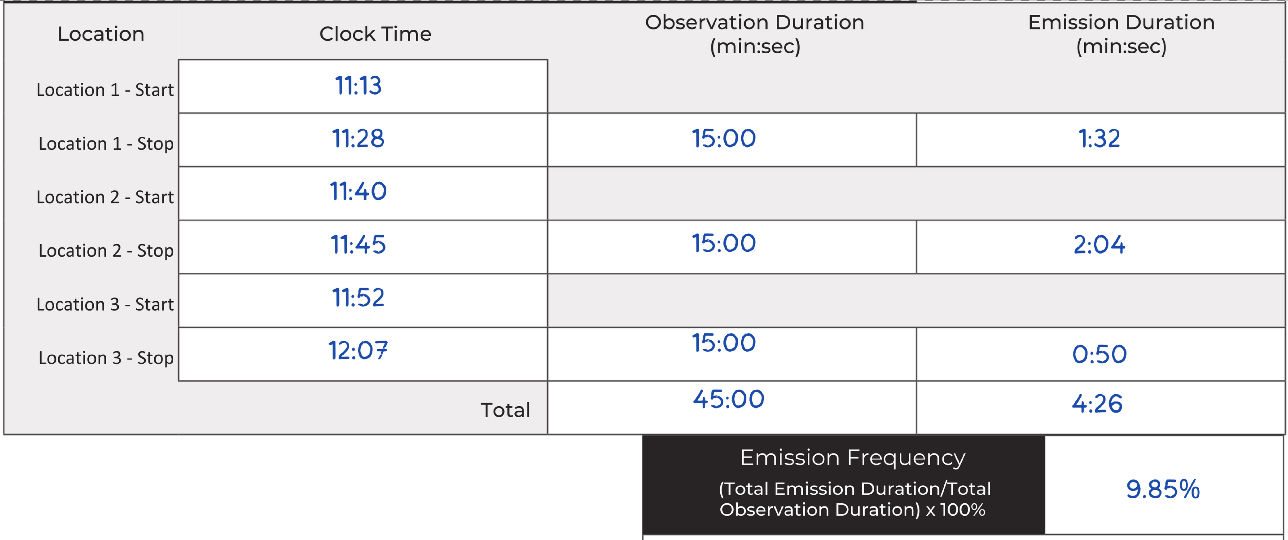 Location Clock Time Observation Duration (min:sec) Emission Duration (min:sec)
Location 1 - Start 11:13
Location 1 - Stop 11:28 15:00 1:32
Location 2 - Start 11:40
Location 2 - Stop 11:45 15:00 2:04
Location 3 - Start 11:52
Location 3 - Stop 12:07 15:00 0:50
Total 45:00 4:26
Emission Frequency
(Total Emission Duration/Total
Observation Duration) x 100%
9.85%